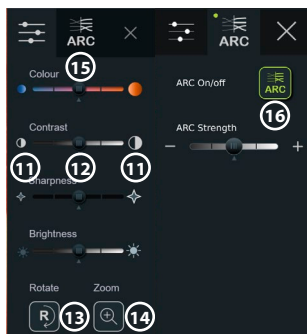 ARC
ARC
Colour
15
ARC On/off
ARC
16
Contrast
ARC Strength
11
12
11
Sharpness
Brightness
Rotate
Zoom
R
13
14